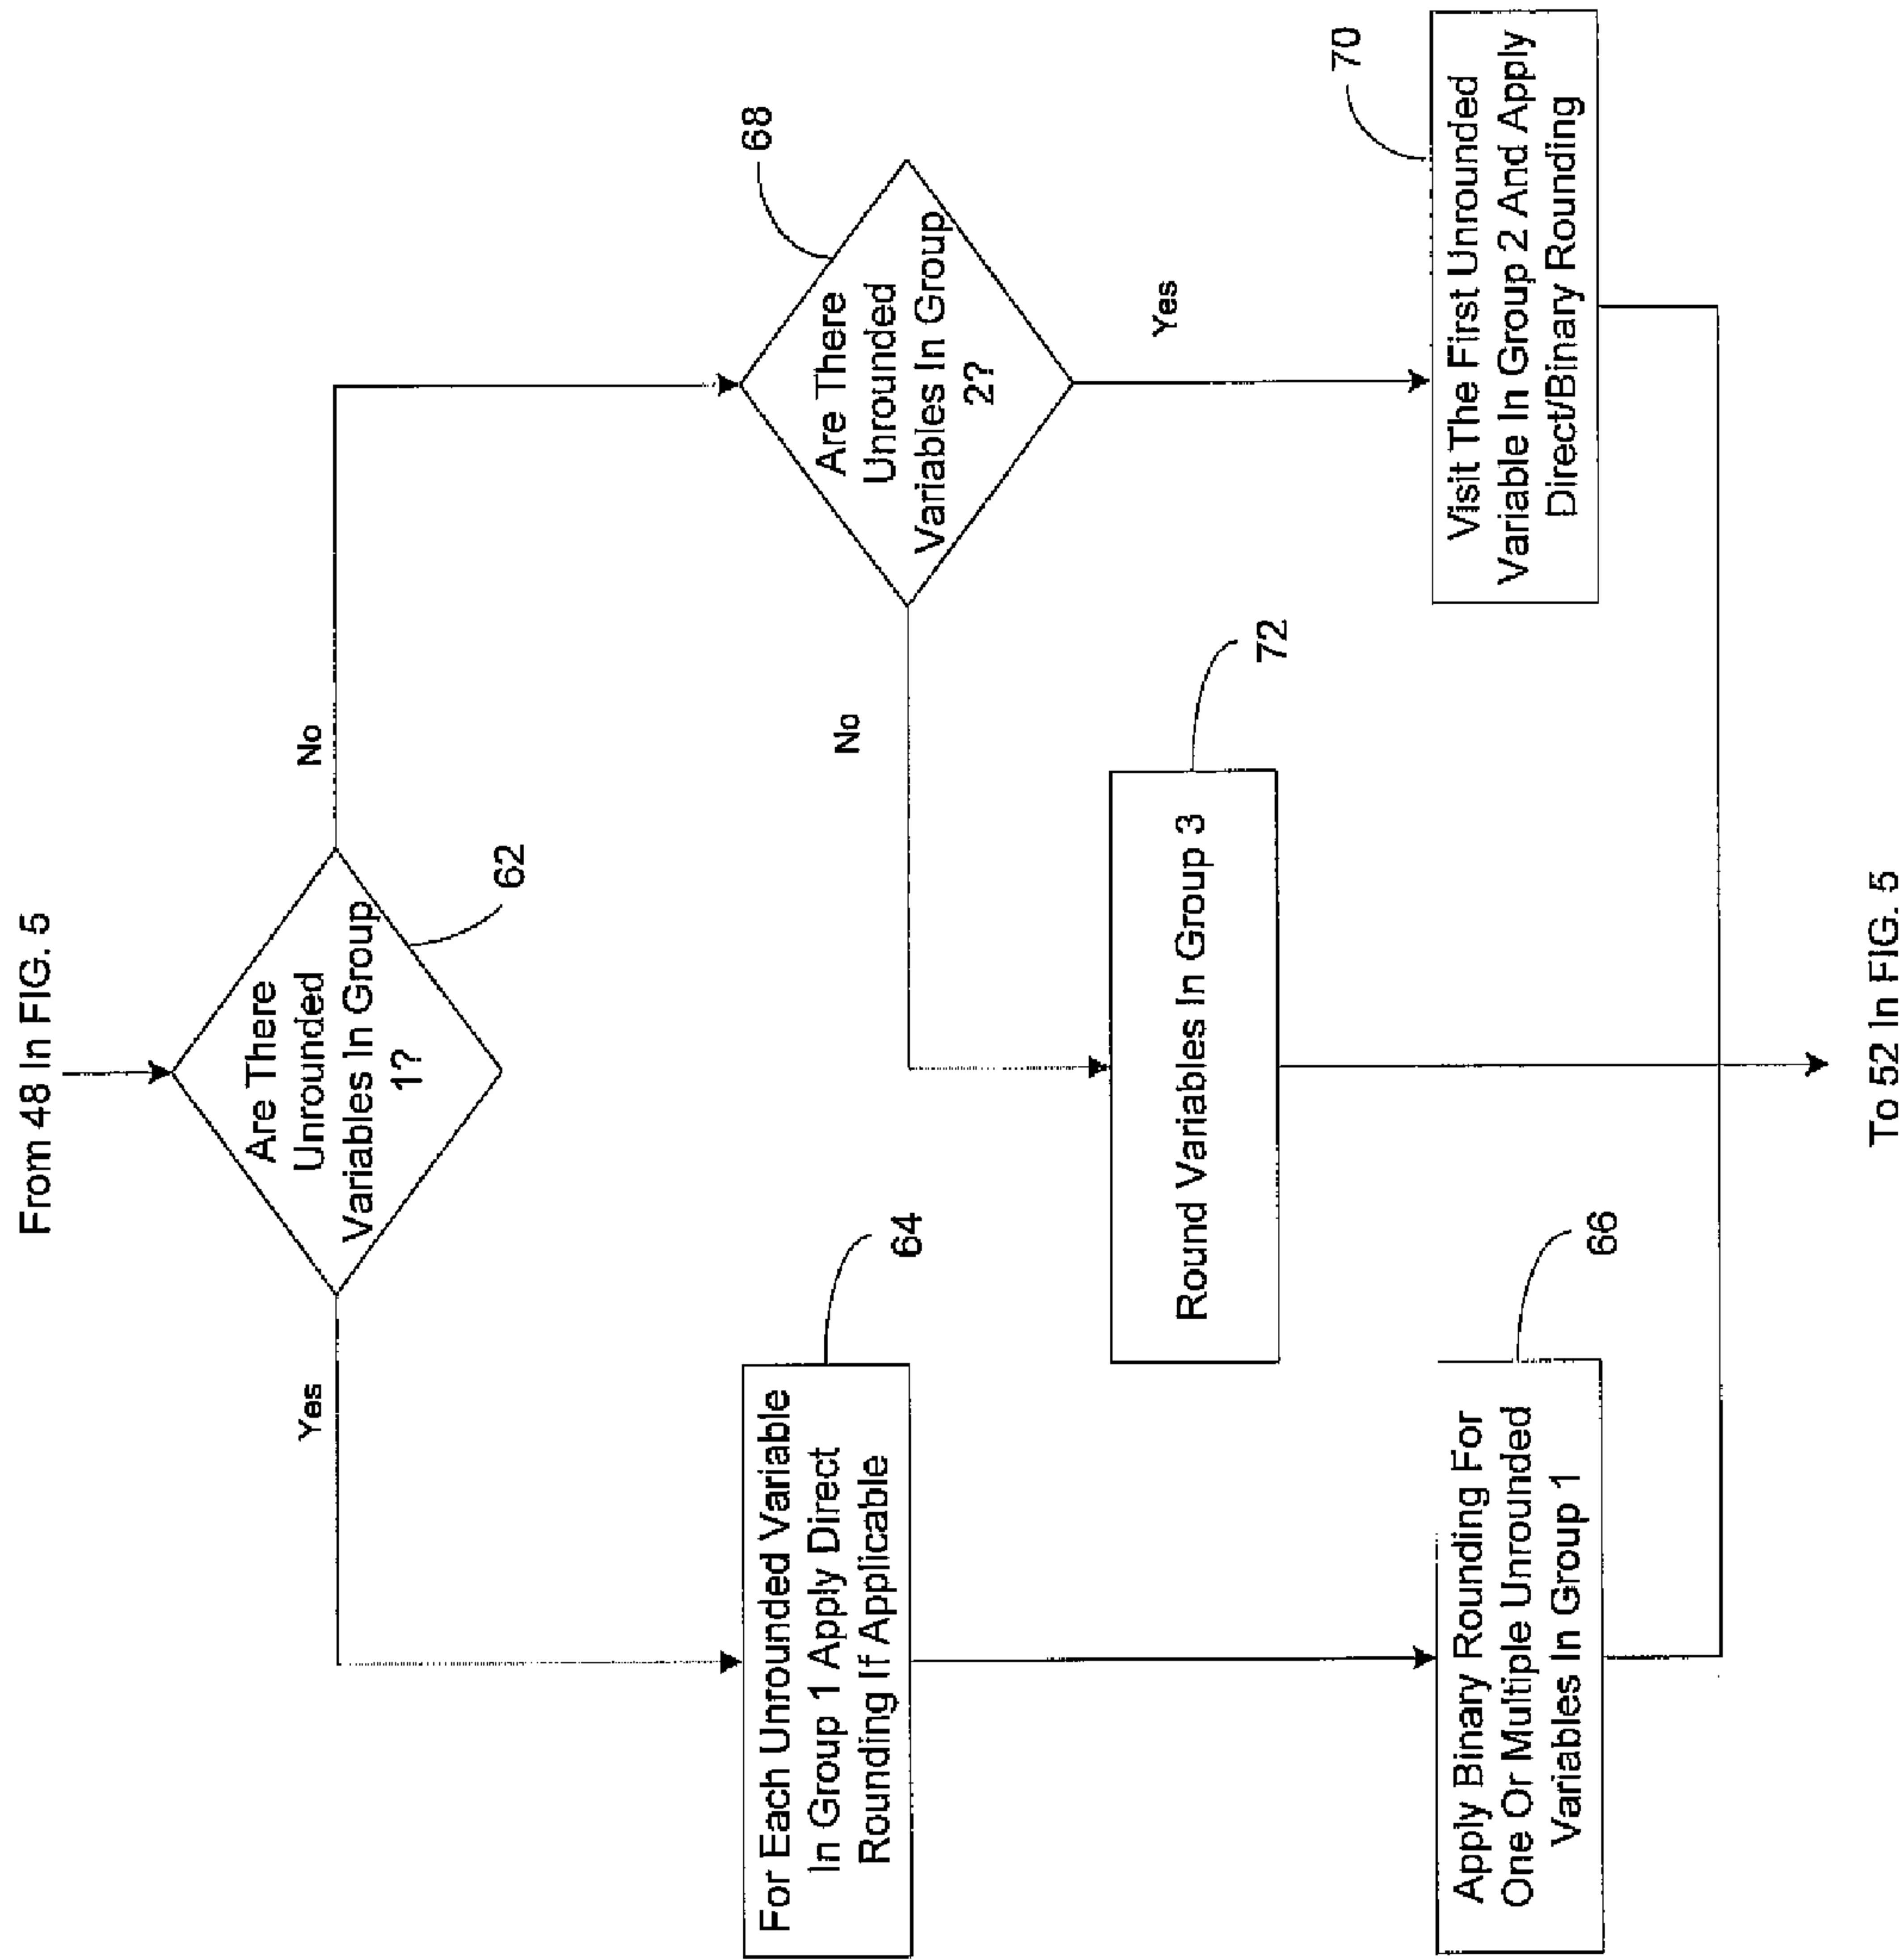 From 48 In FIG. 5
Are There
Unrounded
Variables In Group
1?
62
Yes
No
For Each Unrounded Variable
In Group 1 Apply Direct
Rounding If Applicable
64
Are There
Unrounded
Variables In Group
2?
68
No
Yes
Round Variables In Group 3
72
Apply Binary Rounding For
One Or Multiple Unrounded
Variables In Group 1
66
Visit The First Unrounded
Variable In Group 2 And Apply
Direct/Binary Rounding
70
To 52 In FIG. 5